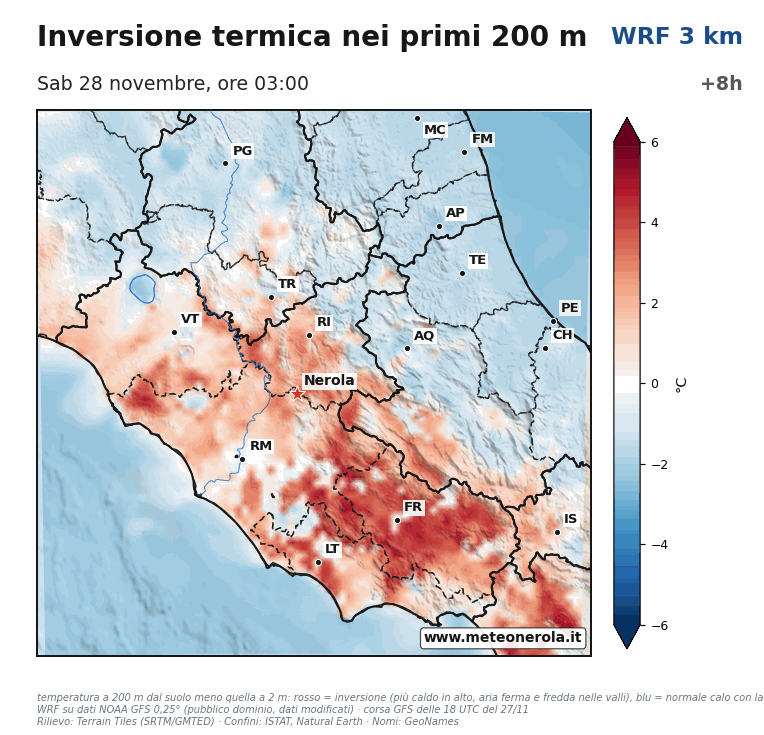 Inversione termica nei primi 200 m WRF 3 km
Sab 28 novembre, ore 03:00 +8h
MC
FM
PG
AP
TE
TR
PE
VT
RI
AQ
CH
Nerola
RM
FR
IS
LT
www.meteonerola.it
6
4
2
0
−2
−4
−6
°C
temperatura a 200 m dal suolo meno quella a 2 m: rosso = inversione (più caldo in alto, aria ferma e fredda nelle valli), blu = normale calo con la
WRF su dati NOAA GFS 0,25° (pubblico dominio, dati modificati) · corsa GFS delle 18 UTC del 27/11
Rilievo: Terrain Tiles (SRTM/GMTED) · Confini: ISTAT, Natural Earth · Nomi: GeoNames